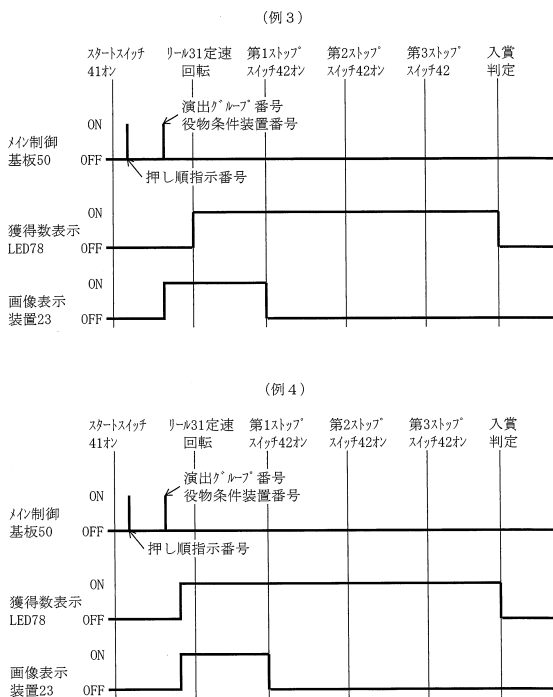 (例３)
スタートスイッチ
41オン
リール31定速
回転
第1ストップ
スイッチ42オン
第2ストップ
スイッチ42オン
第3ストップ
スイッチ42
入賞
判定
メイン制御
基板50
ON
OFF
演出グループ番号
役物条件装置番号
押し順指示番号
獲得数表示
LED78
ON
OFF
画像表示
装置23
ON
OFF
(例４)
スタートスイッチ
41オン
リール31定速
回転
第1ストップ
スイッチ42オン
第2ストップ
スイッチ42オン
第3ストップ
スイッチ42オン
入賞
判定
メイン制御
基板50
ON
OFF
演出グループ番号
役物条件装置番号
押し順指示番号
獲得数表示
LED78
ON
OFF
画像表示
装置23
ON
OFF